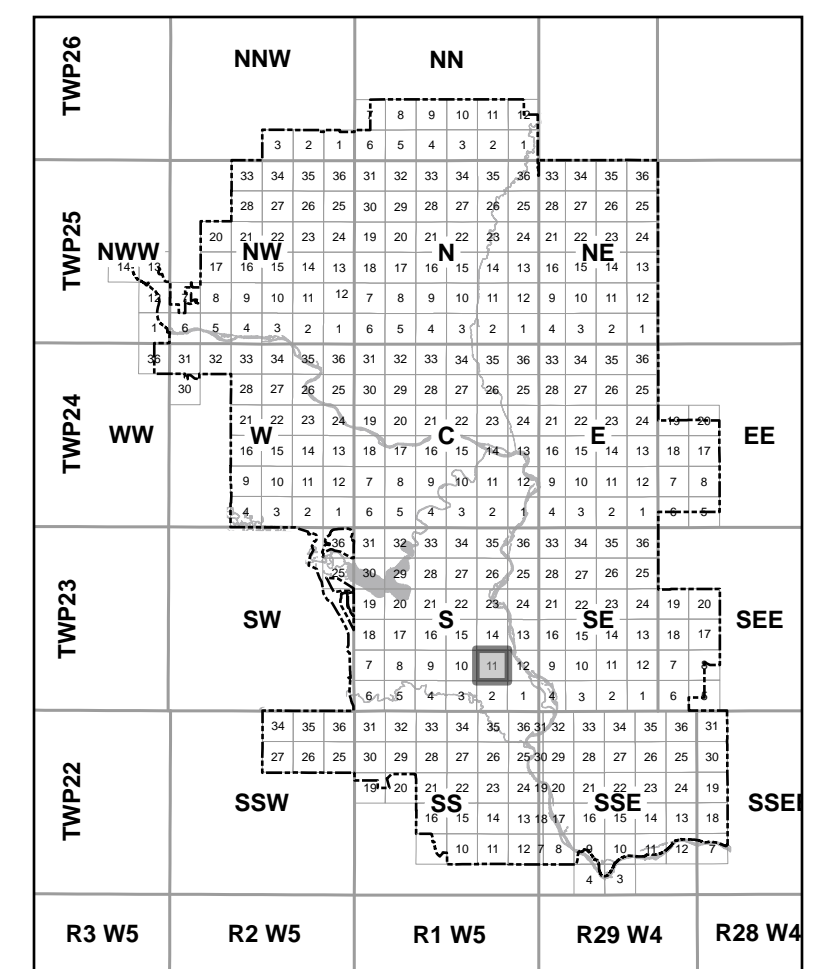 TWP26
NNW NN
7 8 9 10 11 12
3 2 1 6 5 4 3 2 1
TWP25
33 34 35 36 31 32 33 34 35 36 33 34 35 36
28 27 26 25 30 29 28 27 26 25 28 27 26 25
20 21 22 23 24 19 20 21 22 23 24 21 22 23 24
NWW NW N NE
14 13 17 16 15 14 13 18 17 16 15 14 13 16 15 14 13
12 7 8 9 10 11 12 7 8 9 10 11 12 9 10 11 12
1 6 5 4 3 2 1 6 5 4 3 2 1 4 3 2 1
TWP24
36 31 32 33 34 35 36 31 32 33 34 35 36 33 34 35 36
30 28 27 26 25 30 29 28 27 26 25 28 27 26 25
21 22 23 24 19 20 21 22 23 24 21 22 23 24 19 20
WW W C E EE
16 15 14 13 18 17 16 15 14 13 16 15 14 13 18 17
9 10 11 12 7 8 9 10 11 12 9 10 11 12 7 8
4 3 2 1 6 5 4 3 2 1 4 3 2 1 6 5
TWP23
36 31 32 33 34 35 36 33 34 35 36
25 30 29 28 27 26 25 28 27 26 25
19 20 21 22 23 24 21 22 23 24 19 20
SW S SE SEE
18 17 16 15 14 13 16 15 14 13 18 17
7 8 9 10 11 12 9 10 11 12 7 8
6 5 4 3 2 1 4 3 2 1 6 5
TWP22
34 35 36 31 32 33 34 35 36 31 32 33 34 35 36 31
27 26 25 30 29 28 27 26 25 30 29 28 27 26 25 30
19 20 21 22 23 24 19 20 21 22 23 24 19
SSW SS SSE SSEE
16 15 14 13 18 17 16 15 14 13 18
10 11 12 7 8 9 10 11 12 7
4 3
R3 W5 R2 W5 R1 W5 R29 W4 R28 W4